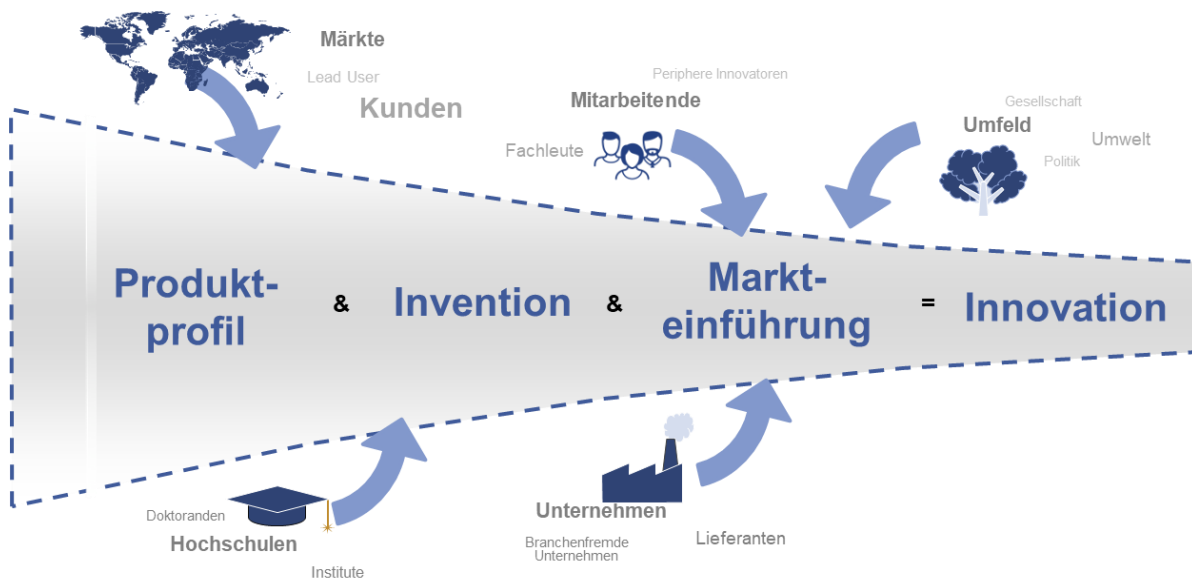 Märkte
Lead User
Kunden
Periphere Innovatoren
Mitarbeitende
Fachleute
Gesellschaft
Umfeld
Umwelt
Politik
Produkt-
profil
&
Invention
&
Markt-
einführung
=
Innovation
Doktoranden
Hochschulen
Institute
Unternehmen
Branchenfremde
Unternehmen
Lieferanten